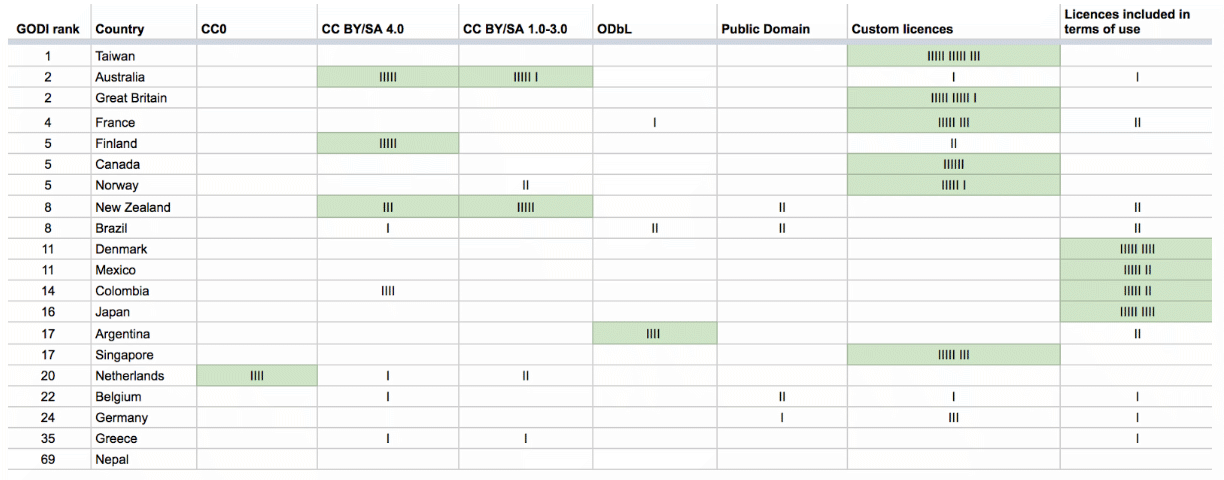 Licences included in
GODI rank Country CC0 CC BY/SA 4.0 CC BY/SA 1.0-3.0 ODbL Public Domain Custom licences terms of use
1 Taiwan IIIII IIIII III
2 Australia IIIII IIIII I I I
2 Great Britain IIIII IIIII I
4 France I IIIII III II
5 Finland IIIII II
5 Canada IIIIII
5 Norway II IIIII I
8 New Zealand III IIIII II II
8 Brazil I II II II
11 Denmark IIIII IIII
11 Mexico IIIII II
14 Colombia IIII IIIII II
16 Japan IIIII IIII
17 Argentina IIII II
17 Singapore IIIII III
20 Netherlands IIII I II
22 Belgium I II I I
24 Germany I III I
35 Greece I I I
69 Nepal